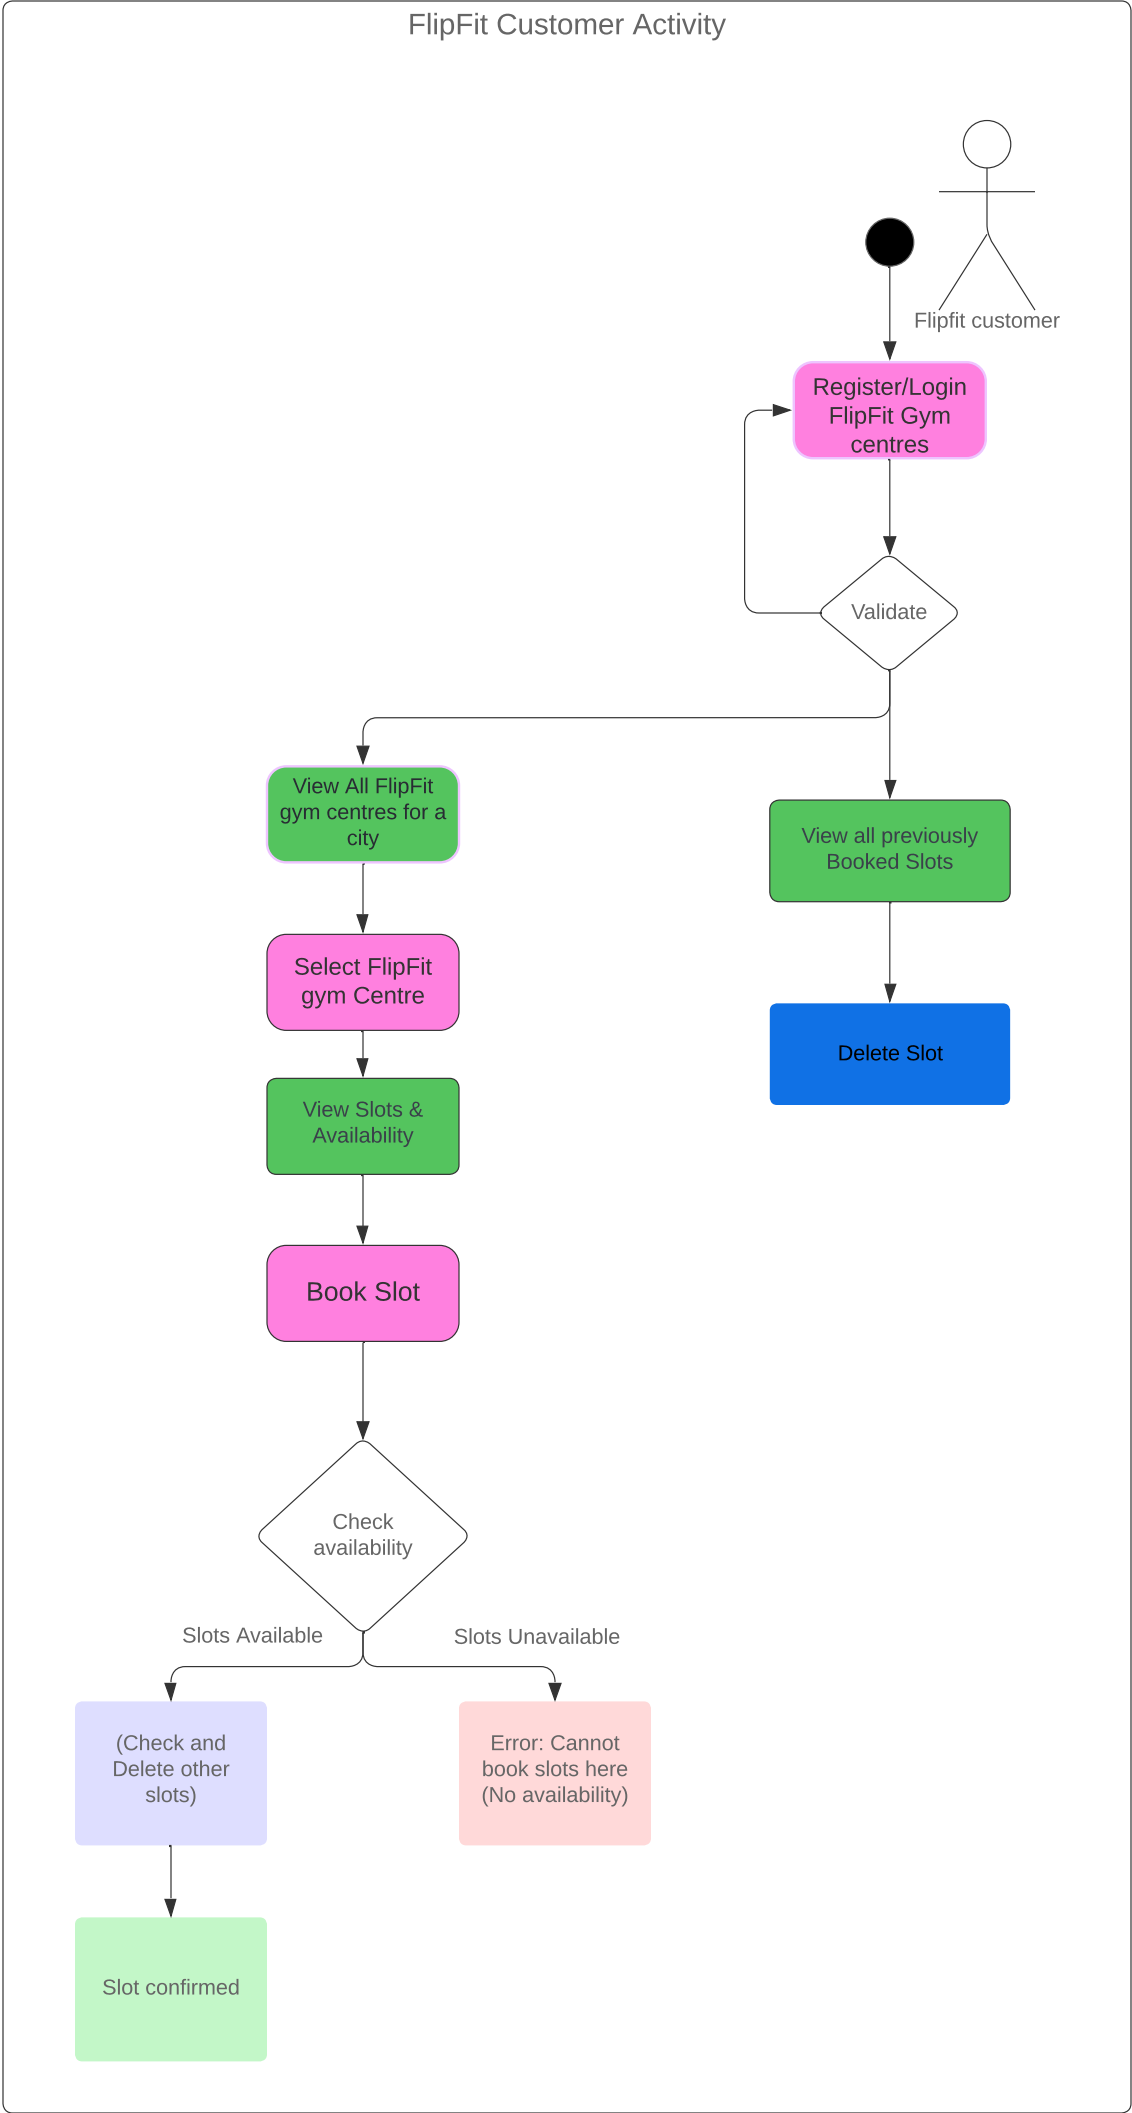 FlipFit Customer Activity
Flipfit customer
Register/Login
FlipFit Gym
centres
Validate
View All FlipFit
gym centres for a
city
View all previously
Booked Slots
Select FlipFit
gym Centre
Delete Slot
View Slots &
Availability
Book Slot
Check
availability
Slots Available
Slots Unavailable
(Check and
Delete other
slots)
Error: Cannot
book slots here
(No availability)
Slot confirmed